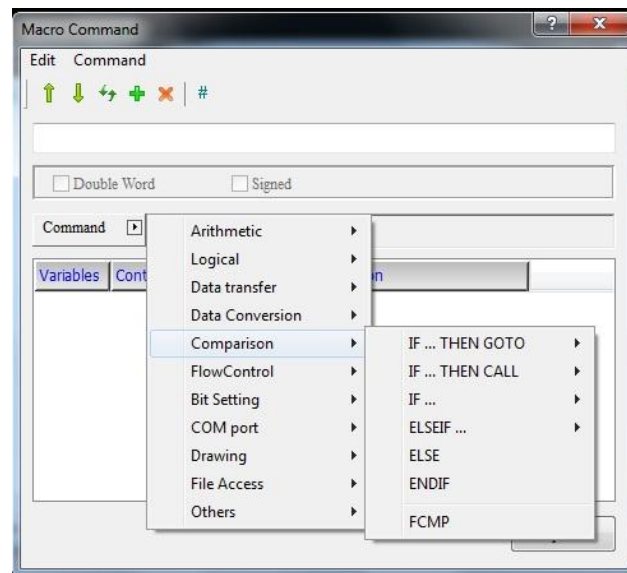 Macro Command
Edit Command
#
Double Word Signed
Command
Arithmetic
Logical
Variables
Data transfer
Data Conversion
Comparison
IF ... THEN GOTO
FlowControl
IF ... THEN CALL
Bit Setting
IF ...
COM port
ELSEIF ...
Drawing
ELSE
File Access
ENDIF
Others
FCMP